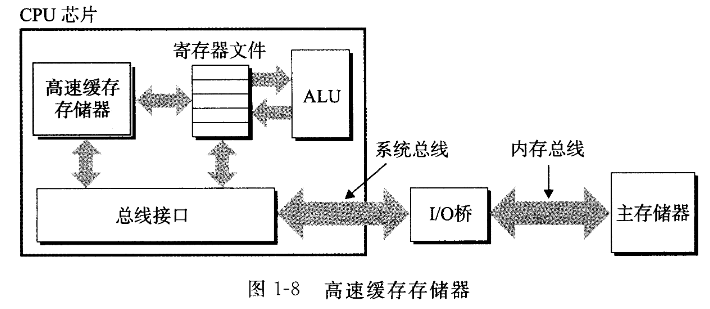 CPU 芯片
寄存器文件
高速缓存
存储器
ALU
系统总线
内存总线
总线接口
I/O桥
主存储器
图 1-8 高速缓存存储器